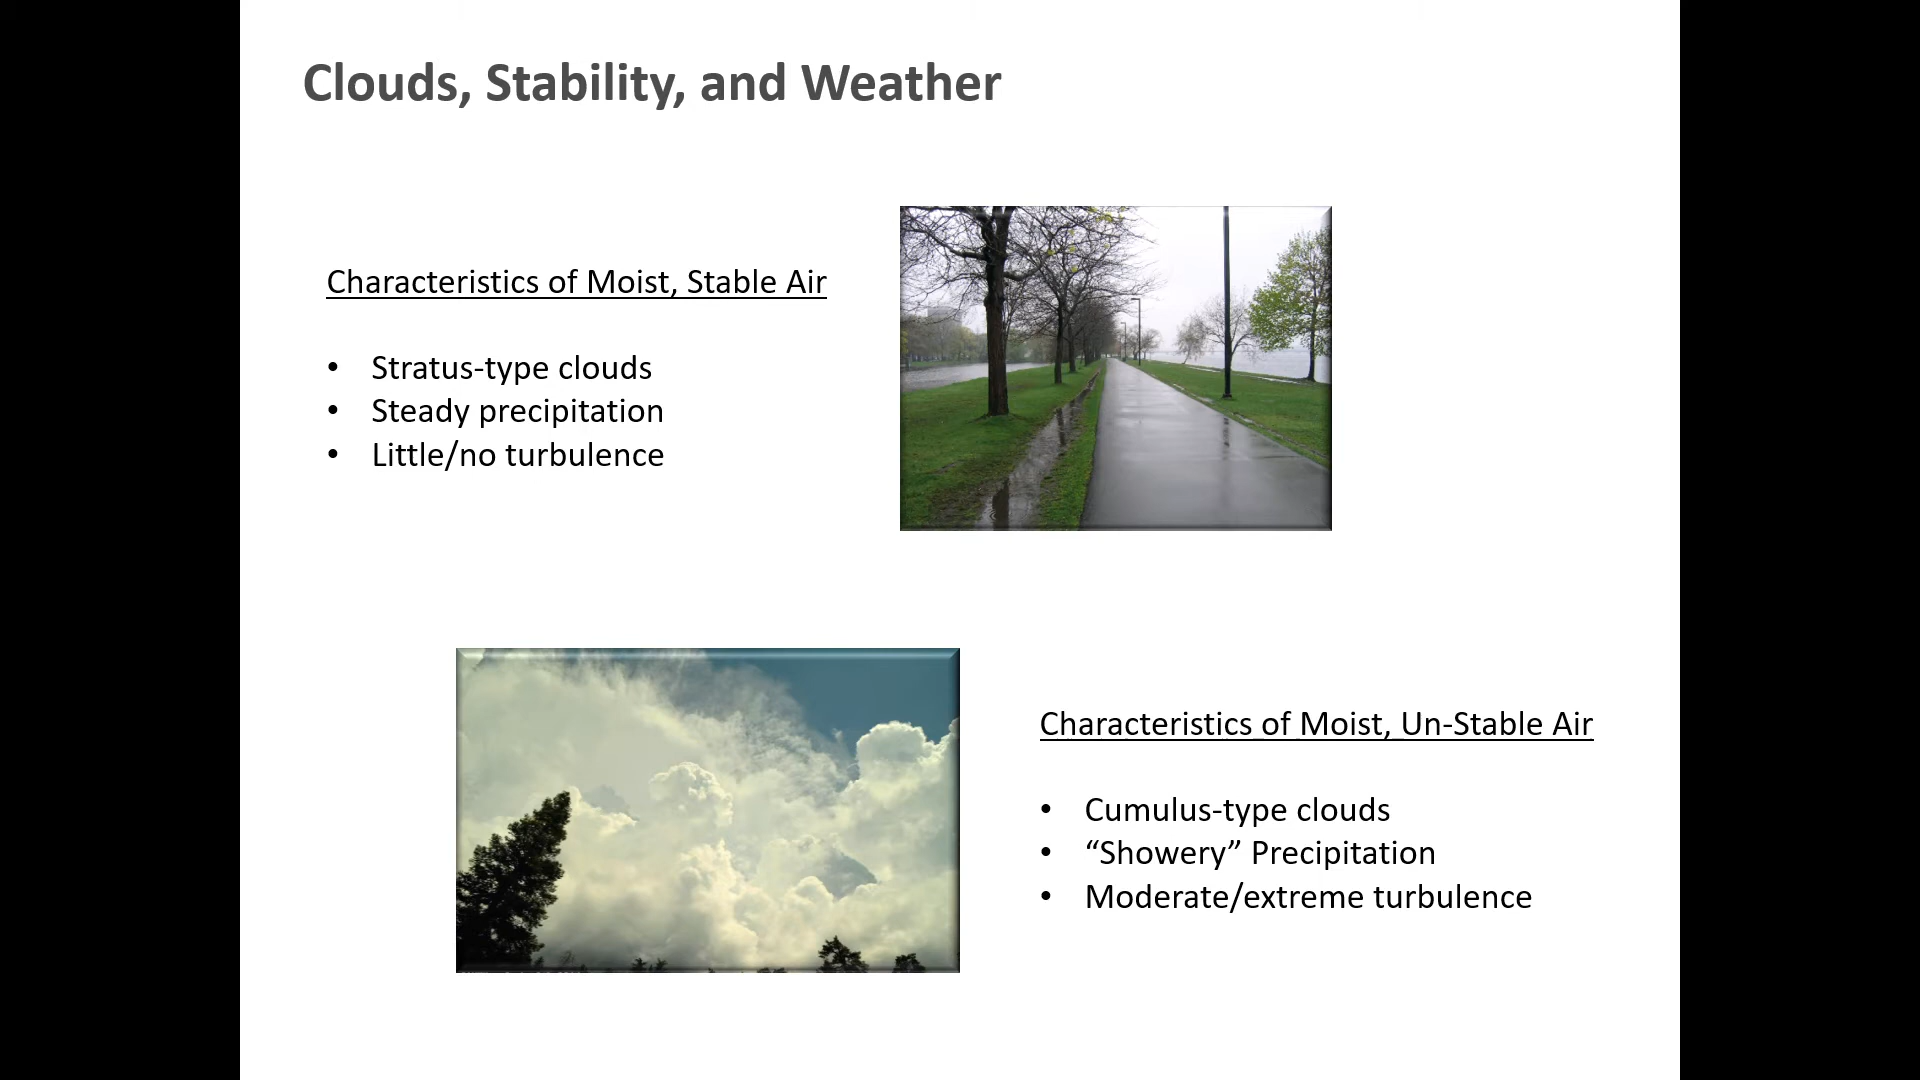 Clouds, Stability, and Weather
Characteristics of Moist, Stable Air
• Stratus-type clouds
• Steady precipitation
• Little/no turbulence
Characteristics of Moist, Un-Stable Air
• Cumulus-type clouds
• “Showery” Precipitation
• Moderate/extreme turbulence